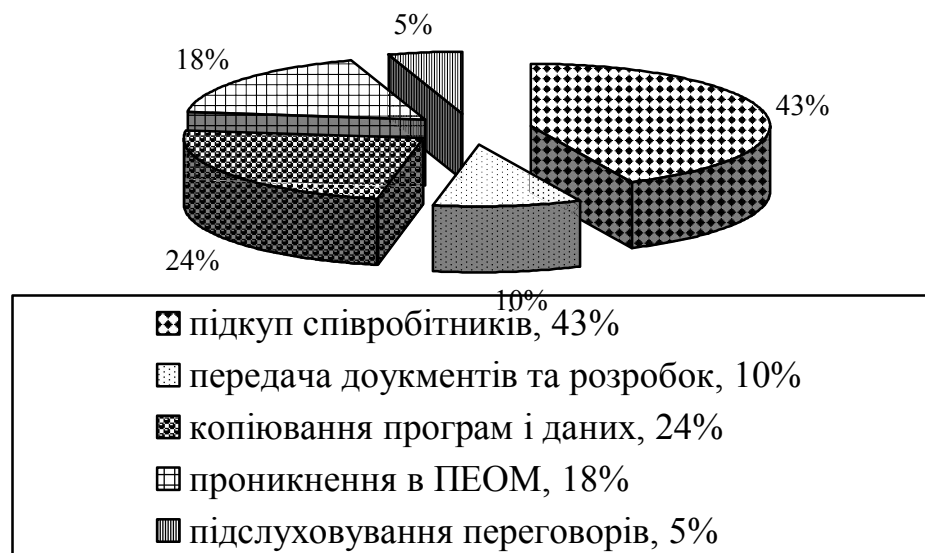 5%
18%
43%
24%
10%
підкуп співробітників, 43%
передача доукментів та розробок, 10%
копіювання програм і даних, 24%
проникнення в ПЕОМ, 18%
підслуховування переговорів, 5%